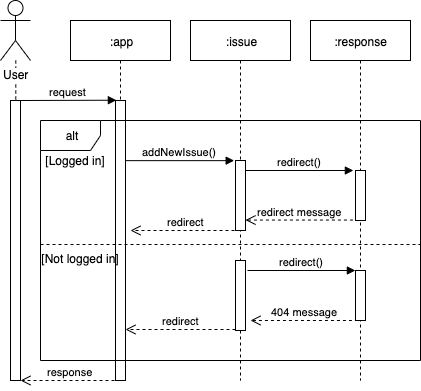 User
:app
:issue
:response
request
alt
[Logged in]
addNewIssue()
redirect()
redirect message
redirect
[Not logged in]
redirect()
404 message
redirect
response